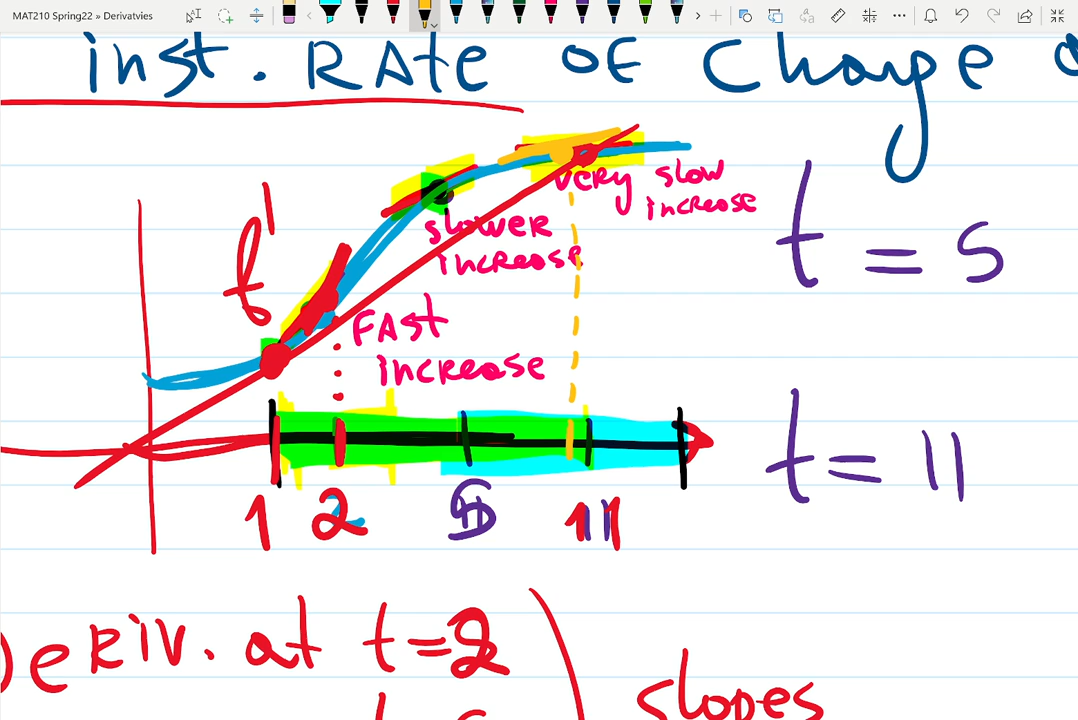 MAT210 Spring22 » Derivatvies
inst. RATE OF Change
f'
VERY slow
increase
slower
increase
FAST
increase
t = 5
t = 11
1 2 5 11
Deriv. at t=2
slopes